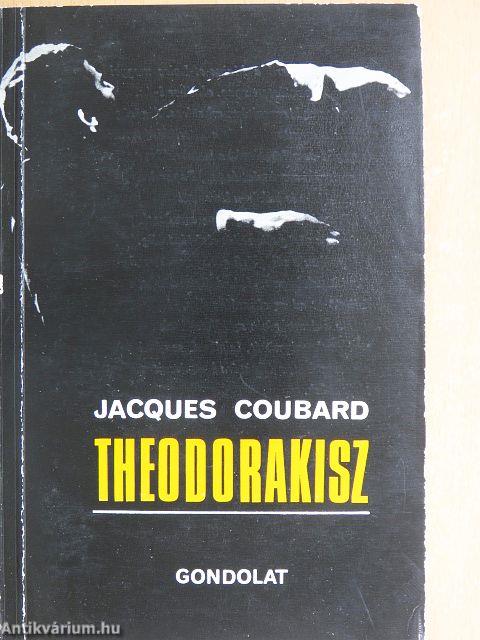 JACQUES COUBARD
THEODORAKISZ
GONDOLAT
Antikvárium.hu